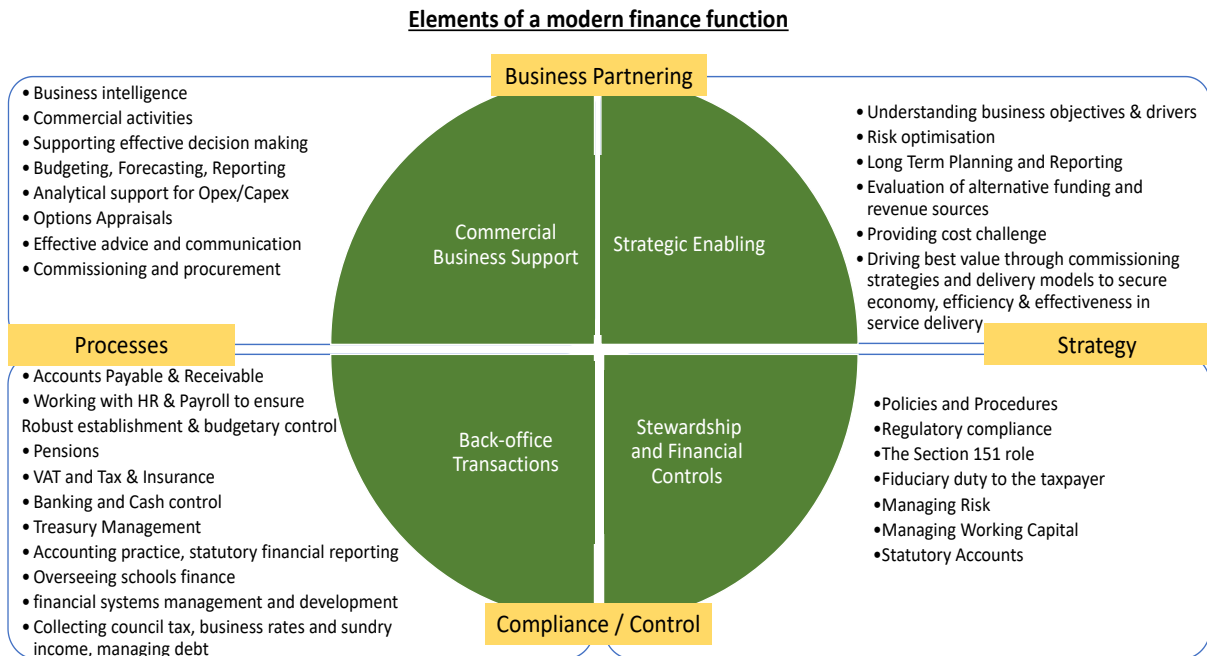 Elements of a modern finance function
Business Partnering
• Business intelligence
• Commercial activities
• Supporting effective decision making
• Budgeting, Forecasting, Reporting
• Analytical support for Opex/Capex
• Options Appraisals
• Effective advice and communication
• Commissioning and procurement
Commercial
Business Support
Strategic Enabling
• Understanding business objectives & drivers
• Risk optimisation
• Long Term Planning and Reporting
• Evaluation of alternative funding and
revenue sources
• Providing cost challenge
• Driving best value through commissioning
strategies and delivery models to secure
economy, efficiency & effectiveness in
service delivery
Processes
Strategy
• Accounts Payable & Receivable
• Working with HR & Payroll to ensure
Robust establishment & budgetary control
• Pensions
• VAT and Tax & Insurance
• Banking and Cash control
• Treasury Management
• Accounting practice, statutory financial reporting
• Overseeing schools finance
• financial systems management and development
• Collecting council tax, business rates and sundry
income, managing debt
Back-office
Transactions
Stewardship
and Financial
Controls
•Policies and Procedures
•Regulatory compliance
•The Section 151 role
•Fiduciary duty to the taxpayer
•Managing Risk
•Managing Working Capital
•Statutory Accounts
Compliance / Control